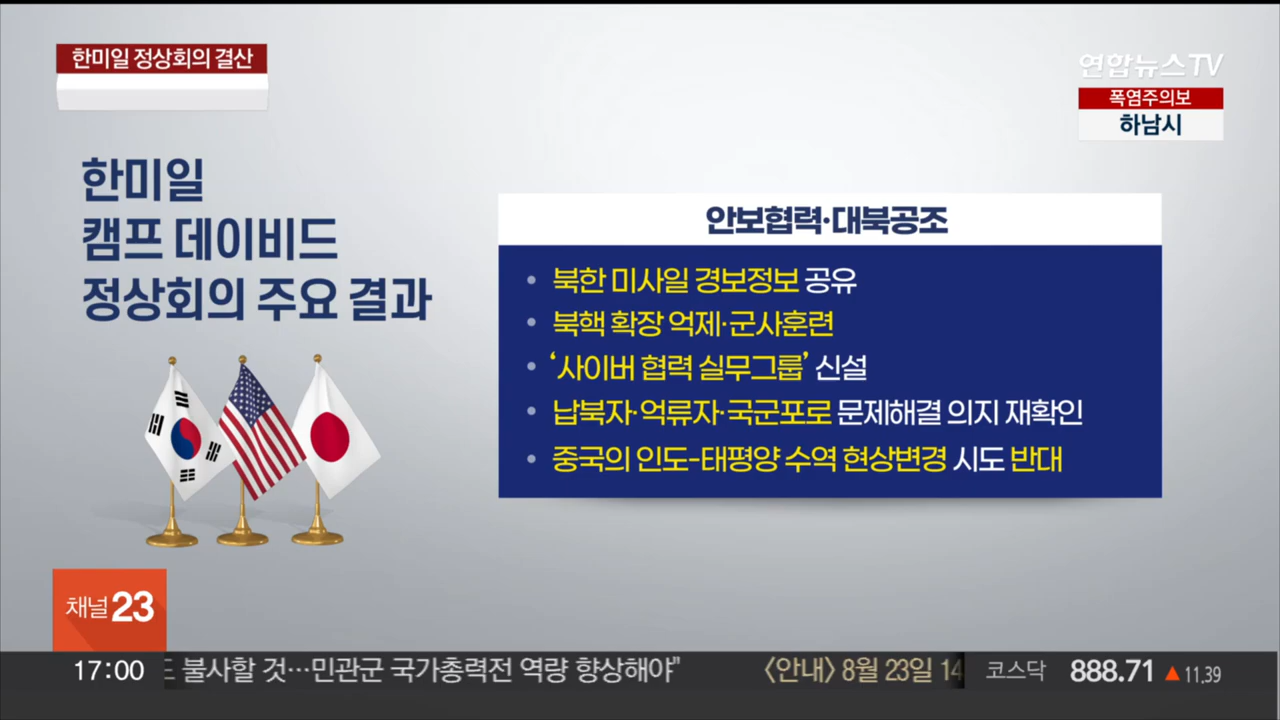 한미일 정상회의 결산
연합뉴스TV
폭염주의보
하남시
한미일
캠프 데이비드
정상회의 주요 결과
안보협력·대북공조
• 북한 미사일 경보정보 공유
• 북핵 확장 억제·군사훈련
• ‘사이버 협력 실무그룹’ 신설
• 납북자·억류자·국군포로 문제해결 의지 재확인
• 중국의 인도-태평양 수역 현상변경 시도 반대
채널 23
17:00 불사할 것…민관군 국가총력전 역량 향상해야" 〈안내〉 8월 23일 14 코스닥 888.71 ▲ 11.39